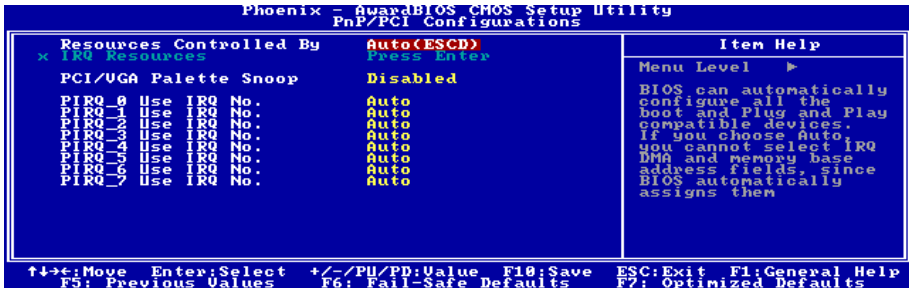 Phoenix - AwardBIOS CMOS Setup Utility
PnP/PCI Configurations
Resources Controlled By Auto(ESCD)
x IRQ Resources Press Enter
PCI/VGA Palette Snoop Disabled
PIRQ_0 Use IRQ No. Auto
PIRQ_1 Use IRQ No. Auto
PIRQ_2 Use IRQ No. Auto
PIRQ_3 Use IRQ No. Auto
PIRQ_4 Use IRQ No. Auto
PIRQ_5 Use IRQ No. Auto
PIRQ_6 Use IRQ No. Auto
PIRQ_7 Use IRQ No. Auto
Item Help
Menu Level ►
BIOS can automatically
configure all the
boot and Plug and Play
compatible devices.
If you choose Auto,
you cannot select IRQ
DMA and memory base
address fields, since
BIOS automatically
assigns them
↑↓→←:Move Enter:Select +/-/PU/PD:Value F10:Save ESC:Exit F1:General Help
F5: Previous Values F6: Fail-Safe Defaults F7: Optimized Defaults